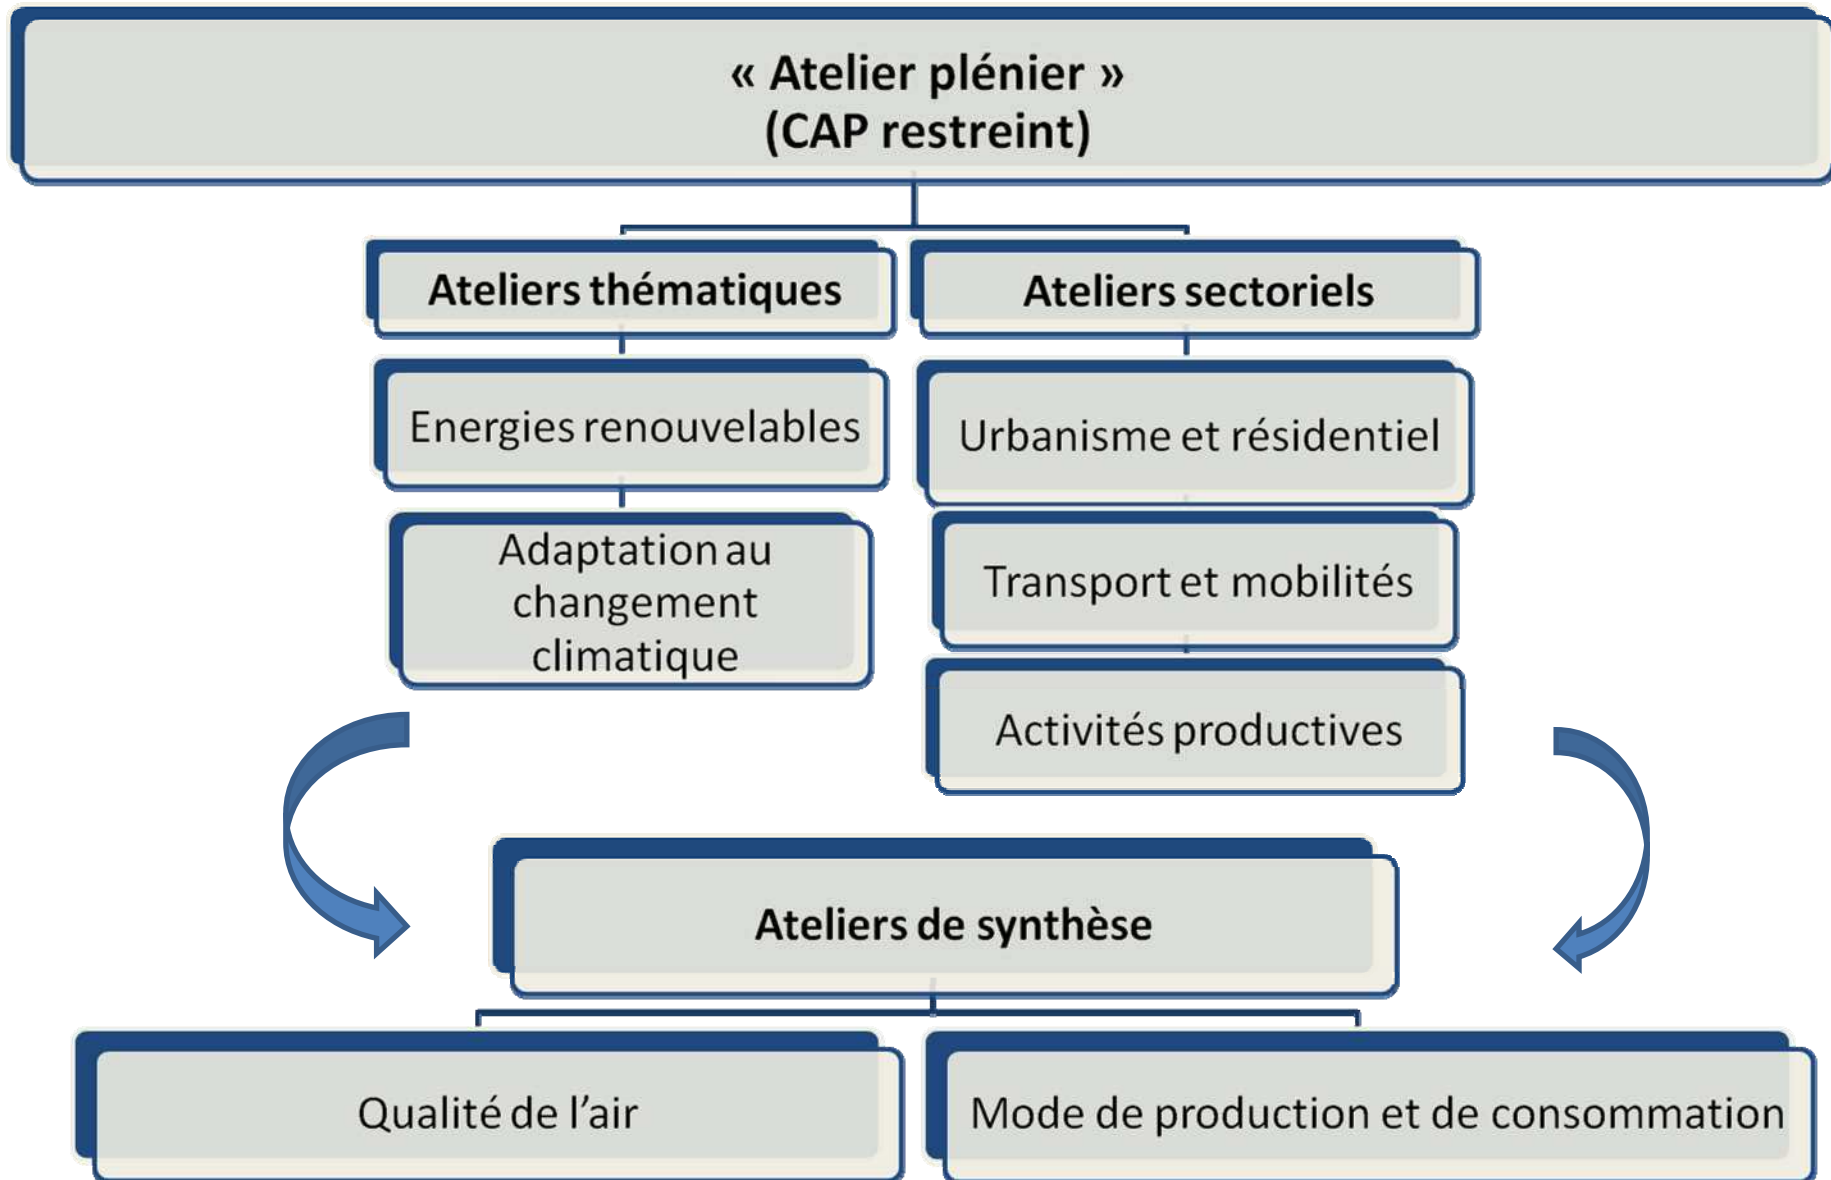 « Atelier plénier »
(CAP restreint)
Ateliers thématiques
Ateliers sectoriels
Energies renouvelables
Urbanisme et résidentiel
Adaptation au
changement
climatique
Transport et mobilités
Activités productives
Ateliers de synthèse
Qualité de l’air
Mode de production et de consommation